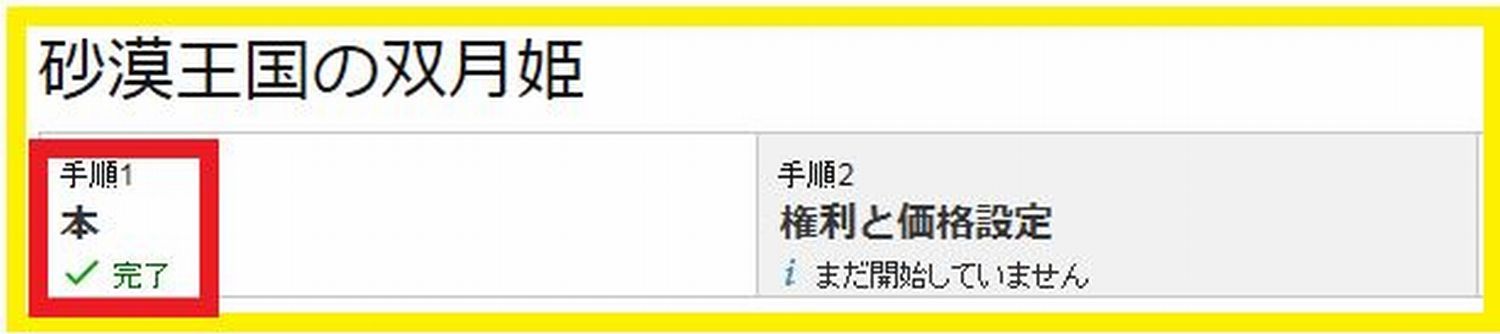 砂漠王国の双月姫
手順1
本
完了
手順2
権利と価格設定
まだ開始していません